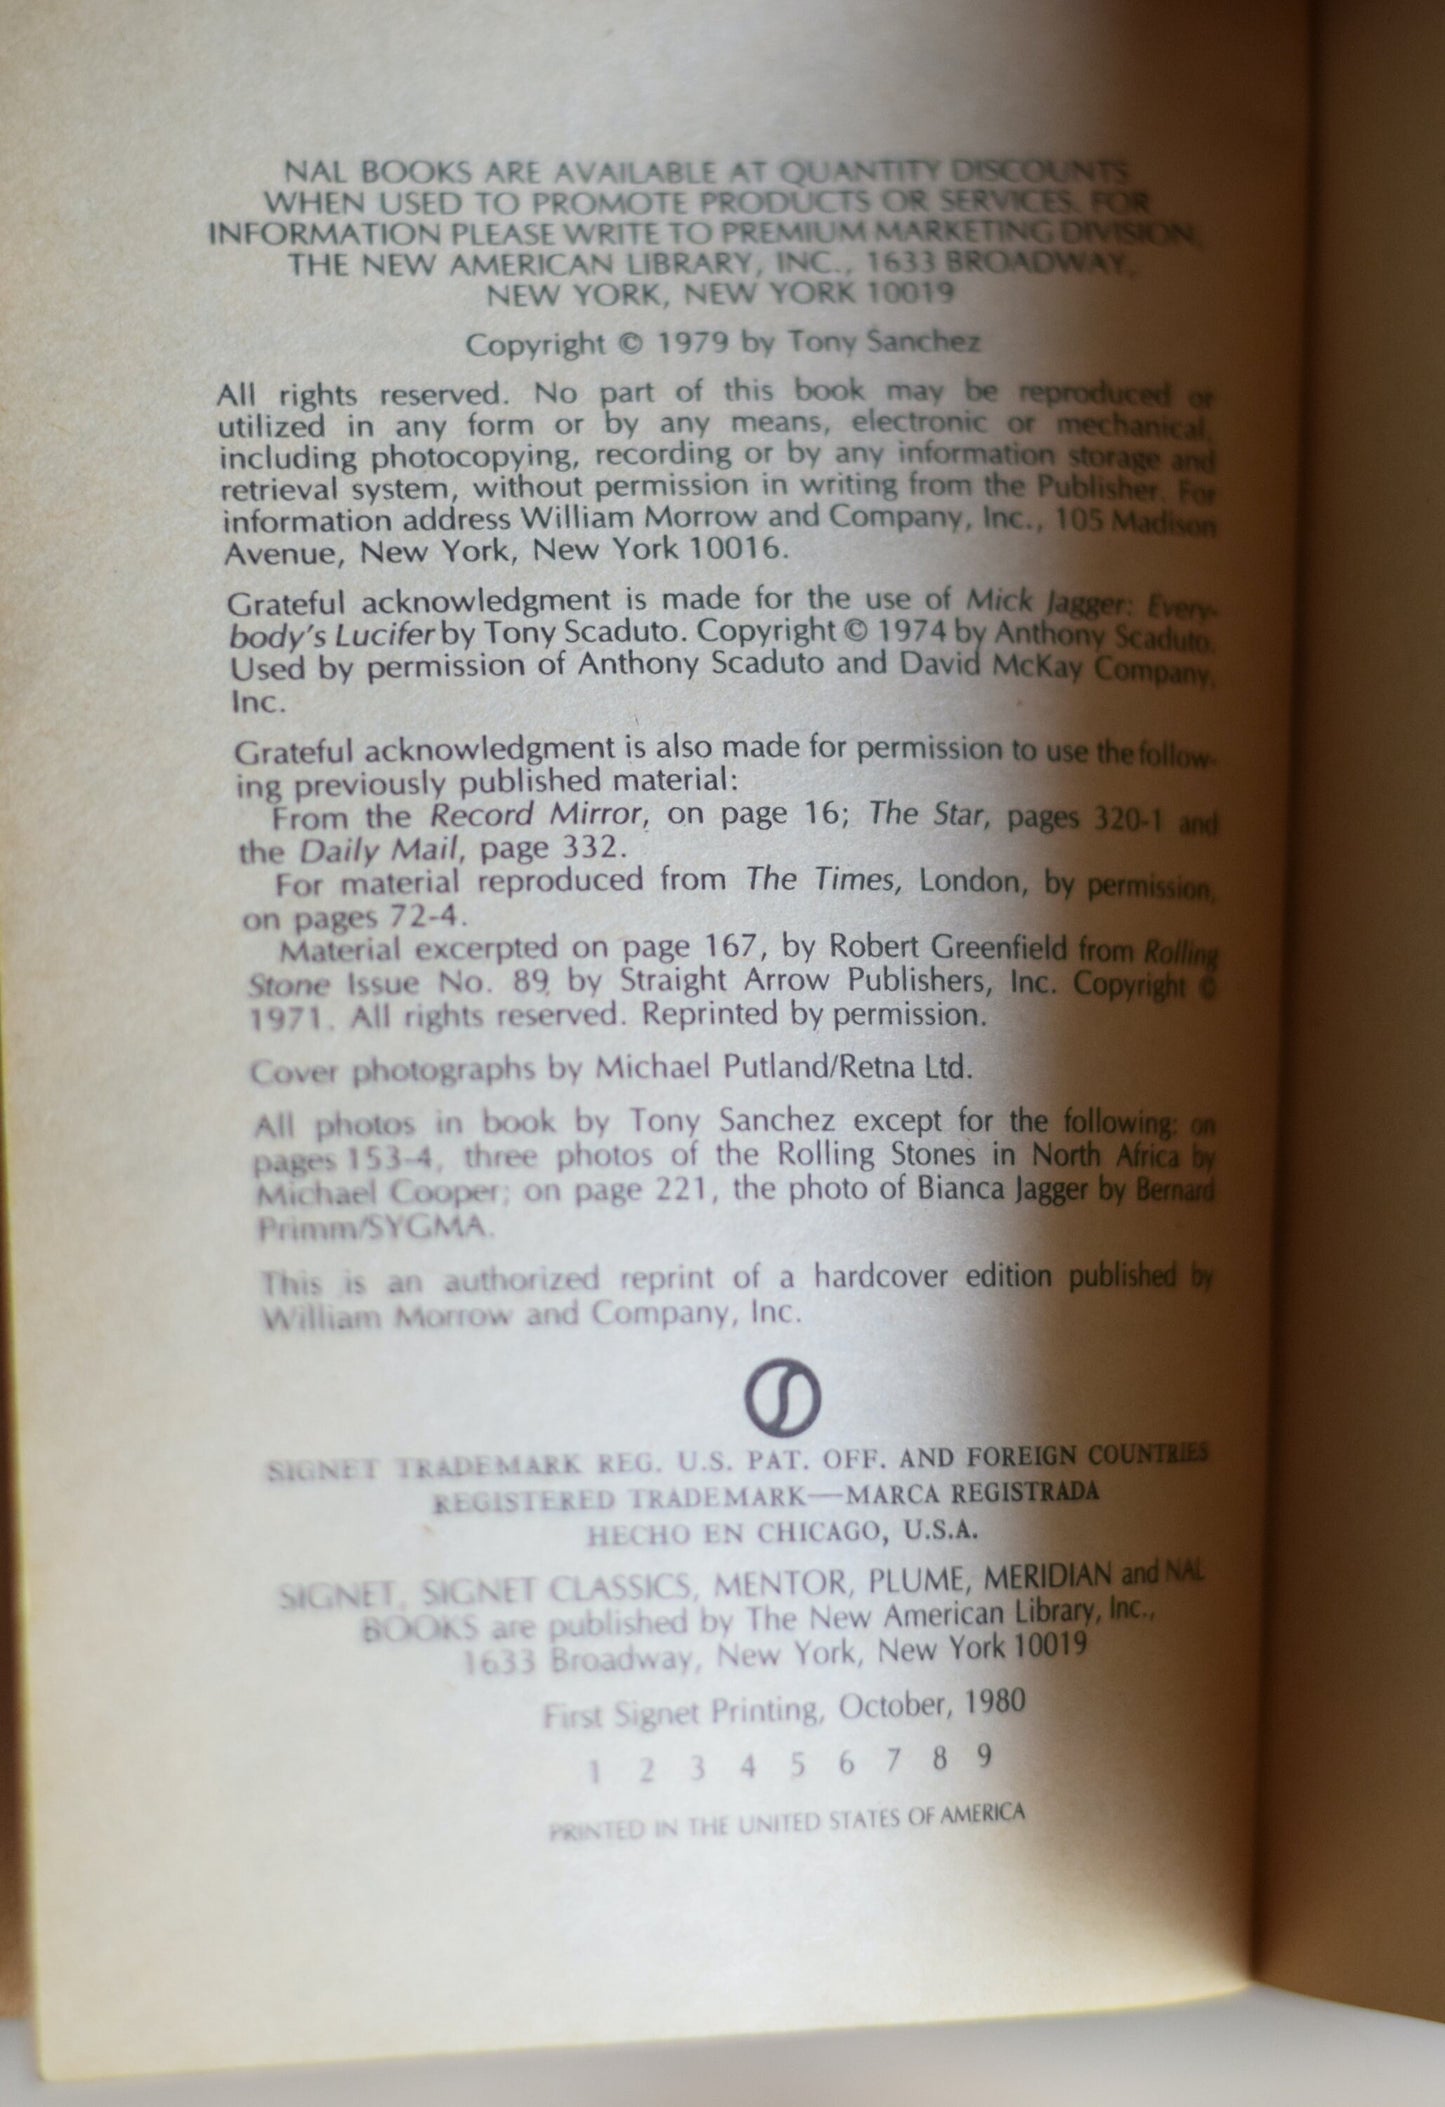 NAL BOOKS ARE AVAILABLE AT QUANTITY DISCOUNTS
WHEN USED TO PROMOTE PRODUCTS OR SERVICES. FOR
INFORMATION PLEASE WRITE TO PREMIUM MARKETING DIVISION,
THE NEW AMERICAN LIBRARY, INC., 1633 BROADWAY,
NEW YORK, NEW YORK 10019
Copyright © 1979 by Tony Sanchez
All rights reserved. No part of this book may be reproduced or
utilized in any form or by any means, electronic or mechanical,
including photocopying, recording or by any information storage and
retrieval system, without permission in writing from the Publisher. For
information address William Morrow and Company, Inc., 105 Madison
Avenue, New York, New York 10016.
Grateful acknowledgment is made for the use of Mick Jagger: Every-
body's Lucifer by Tony Scaduto. Copyright © 1974 by Anthony Scaduto.
Used by permission of Anthony Scaduto and David McKay Company,
Inc.
Grateful acknowledgment is also made for permission to use the follow-
ing previously published material:
From the Record Mirror, on page 16; The Star, pages 320-1 and
the Daily Mail, page 332.
For material reproduced from The Times, London, by permission,
on pages 72-4.
Material excerpted on page 167, by Robert Greenfield from Rolling
Stone Issue No. 89, by Straight Arrow Publishers, Inc. Copyright ©
1971. All rights reserved. Reprinted by permission.
Cover photographs by Michael Putland/Retna Ltd.
All photos in book by Tony Sanchez except for the following: on
pages 153-4, three photos of the Rolling Stones in North Africa by
Michael Cooper; on page 221, the photo of Bianca Jagger by Bernard
Primm/SYGMA.
This is an authorized reprint of a hardcover edition published by
William Morrow and Company, Inc.
SIGNET TRADEMARK REG. U.S. PAT. OFF. AND FOREIGN COUNTRIES
REGISTERED TRADEMARK—MARCA REGISTRADA
HECHO EN CHICAGO, U.S.A.
SIGNET, SIGNET CLASSICS, MENTOR, PLUME, MERIDIAN and NAL
BOOKS are published by The New American Library, Inc.,
1633 Broadway, New York, New York 10019
First Signet Printing, October, 1980
1 2 3 4 5 6 7 8 9
PRINTED IN THE UNITED STATES OF AMERICA